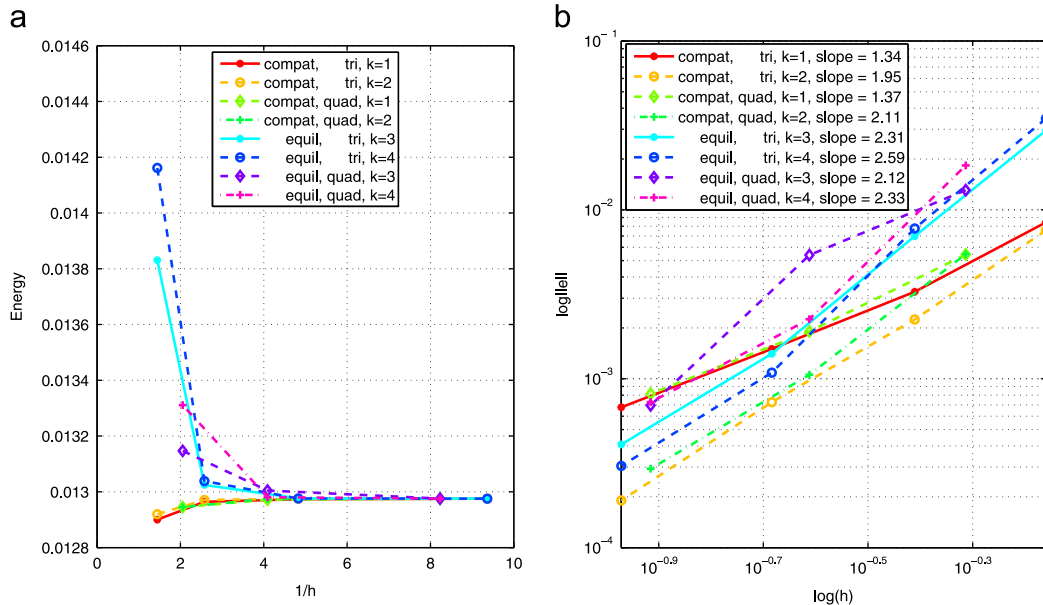 a
0.0146
0.0144
0.0142
0.014
0.0138
0.0136
0.0134
0.0132
0.013
0.0128
Energy
0 2 4 6 8 10
1/h
compat, tri, k=1
compat, tri, k=2
compat, quad, k=1
compat, quad, k=2
equil, tri, k=3
equil, tri, k=4
equil, quad, k=3
equil, quad, k=4
b
10^-1
10^-2
10^-3
10^-4
log||e||
10^-0.9 10^-0.7 10^-0.5 10^-0.3
log(h)
compat, tri, k=1, slope = 1.34
compat, tri, k=2, slope = 1.95
compat, quad, k=1, slope = 1.37
compat, quad, k=2, slope = 2.11
equil, tri, k=3, slope = 2.31
equil, tri, k=4, slope = 2.59
equil, quad, k=3, slope = 2.12
equil, quad, k=4, slope = 2.33